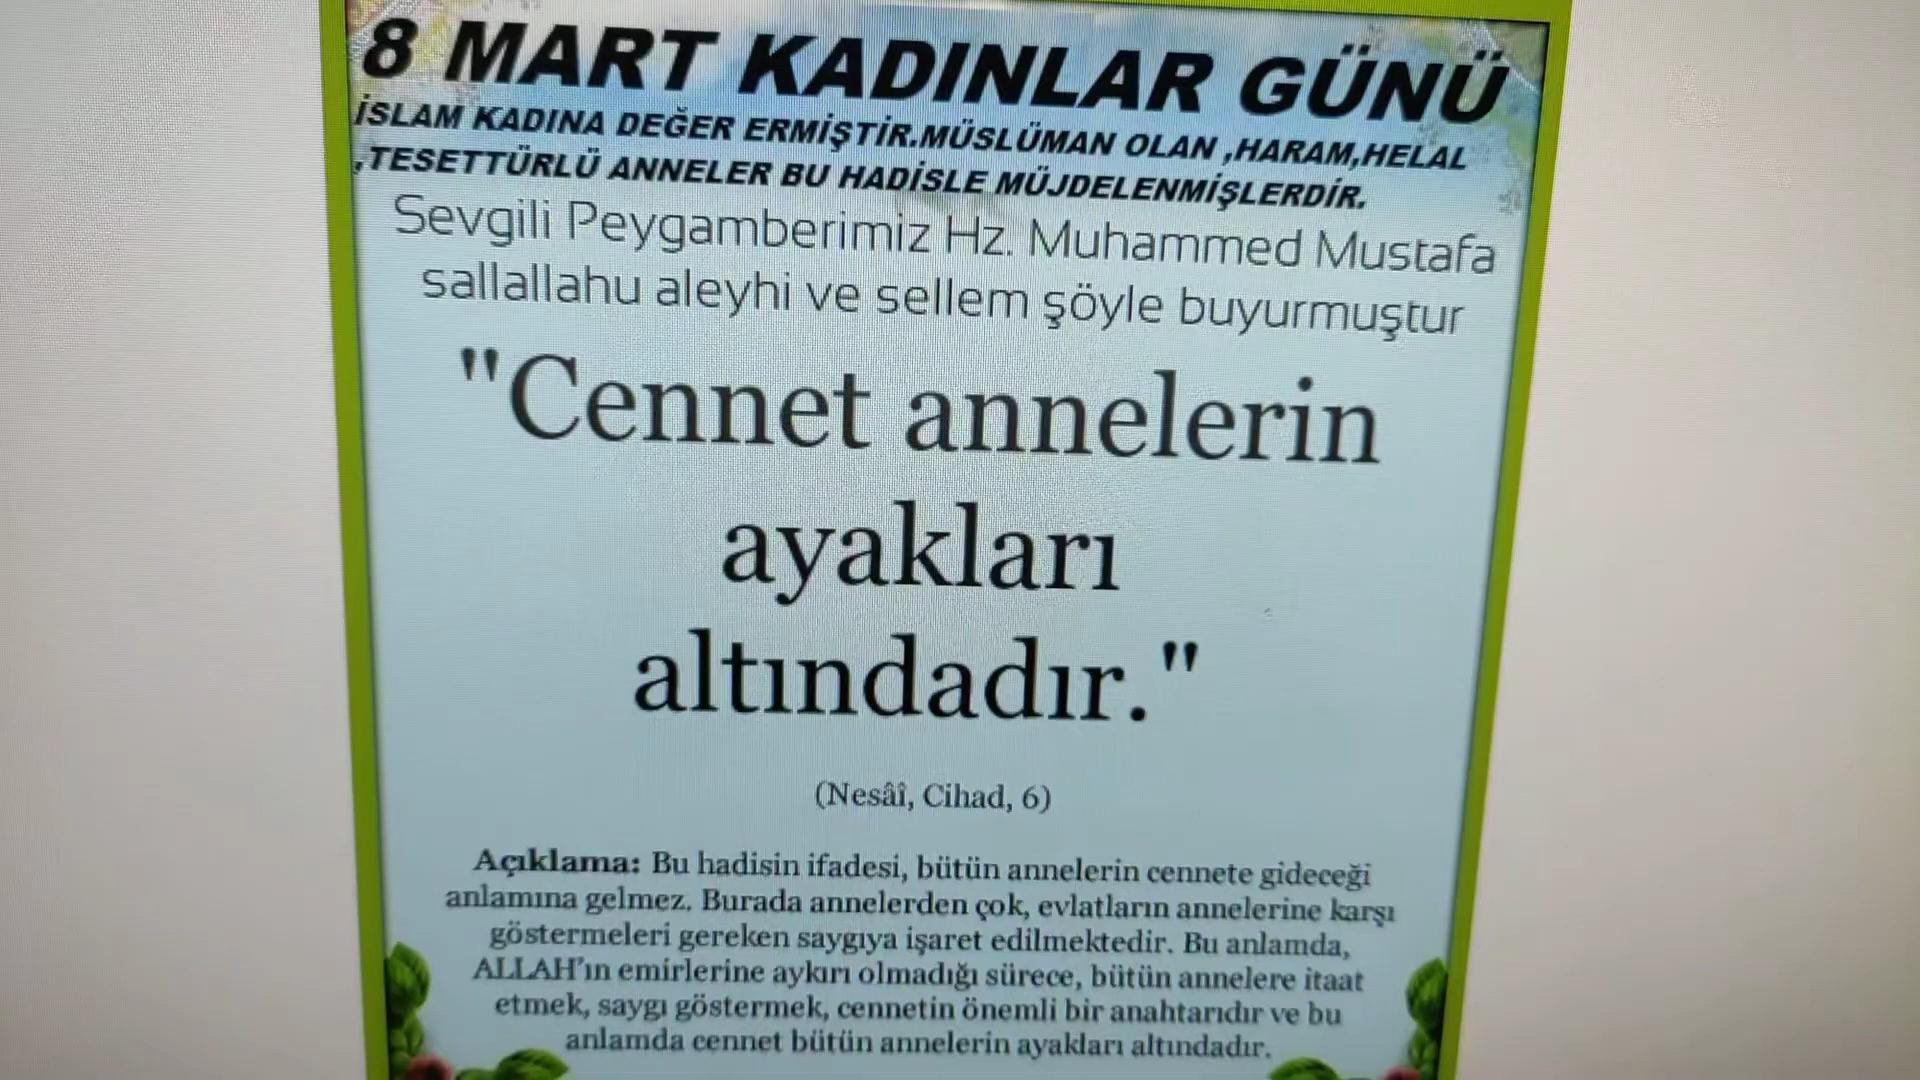 8 MART KADINLAR GÜNÜ
İSLAM KADINA DEĞER ERMİŞTİR.MÜSLÜMAN OLAN ,HARAM,HELAL
,TESETTÜRLÜ ANNELER BU HADİSLE MÜJDELENMİŞLERDİR.
Sevgili Peygamberimiz Hz. Muhammed Mustafa
sallallahu aleyhi ve sellem şöyle buyurmuştur
"Cennet annelerin
ayakları
altındadır."
(Nesâî, Cihad, 6)
Açıklama: Bu hadisin ifadesi, bütün annelerin cennete gideceği
anlamına gelmez. Burada annelerden çok, evlatların annelerine karşı
göstermeleri gereken saygıya işaret edilmektedir. Bu anlamda,
ALLAH'ın emirlerine aykırı olmadığı sürece, bütün annelere itaat
etmek, saygı göstermek, cennetin önemli bir anahtarıdır ve bu
anlamda cennet bütün annelerin ayakları altındadır.